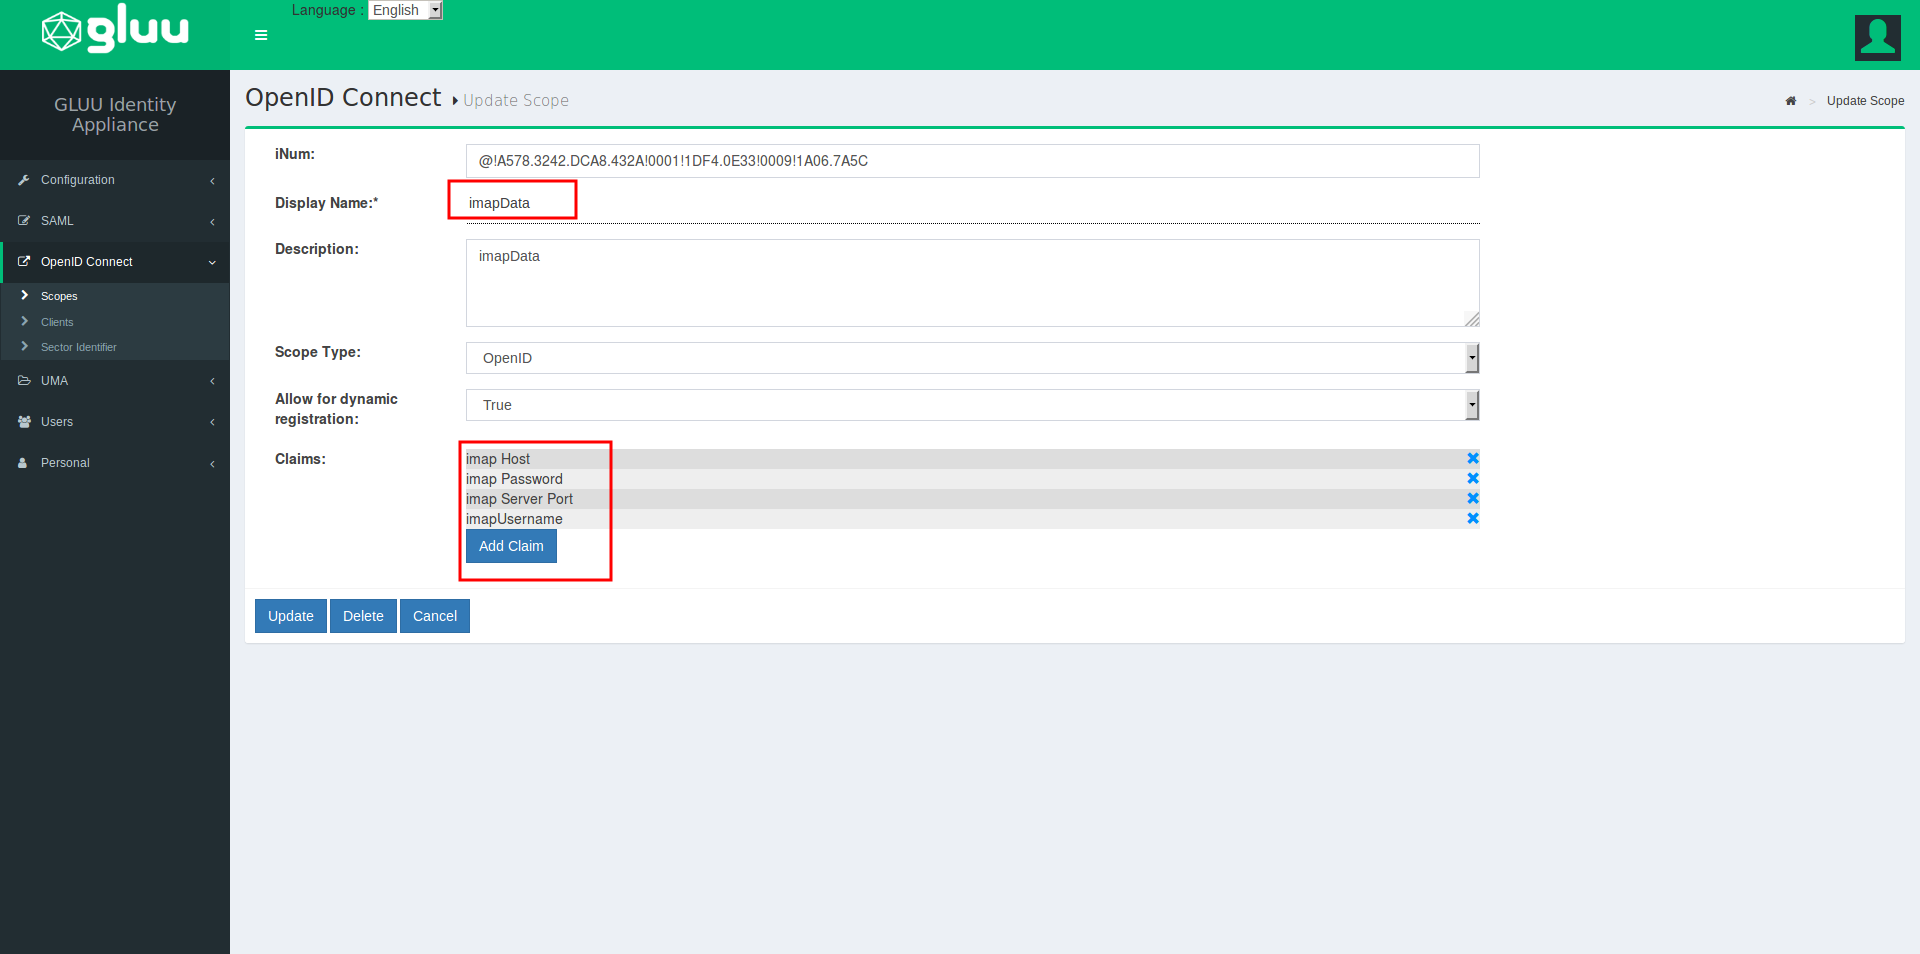 gluu
Language : English
GLUU Identity
Appliance
Configuration
SAML
OpenID Connect
Scopes
Clients
Sector Identifier
UMA
Users
Personal
OpenID Connect Update Scope
> Update Scope
iNum:
@!A578.3242.DCA8.432A!0001!1DF4.0E33!0009!1A06.7A5C
Display Name:*
imapData
Description:
imapData
Scope Type:
OpenID
Allow for dynamic
registration:
True
Claims:
imap Host
imap Password
imap Server Port
imapUsername
Add Claim
Update Delete Cancel